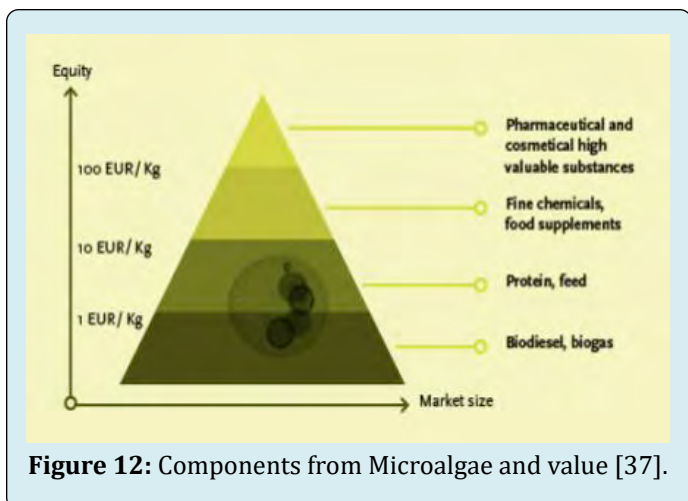 Equity
100 EUR/Kg
10 EUR/Kg
1 EUR/Kg
Pharmaceutical and
cosmetical high
valuable substances
Fine chemicals,
food supplements
Protein, feed
Biodiesel, biogas
Market size
Figure 12: Components from Microalgae and value [37].